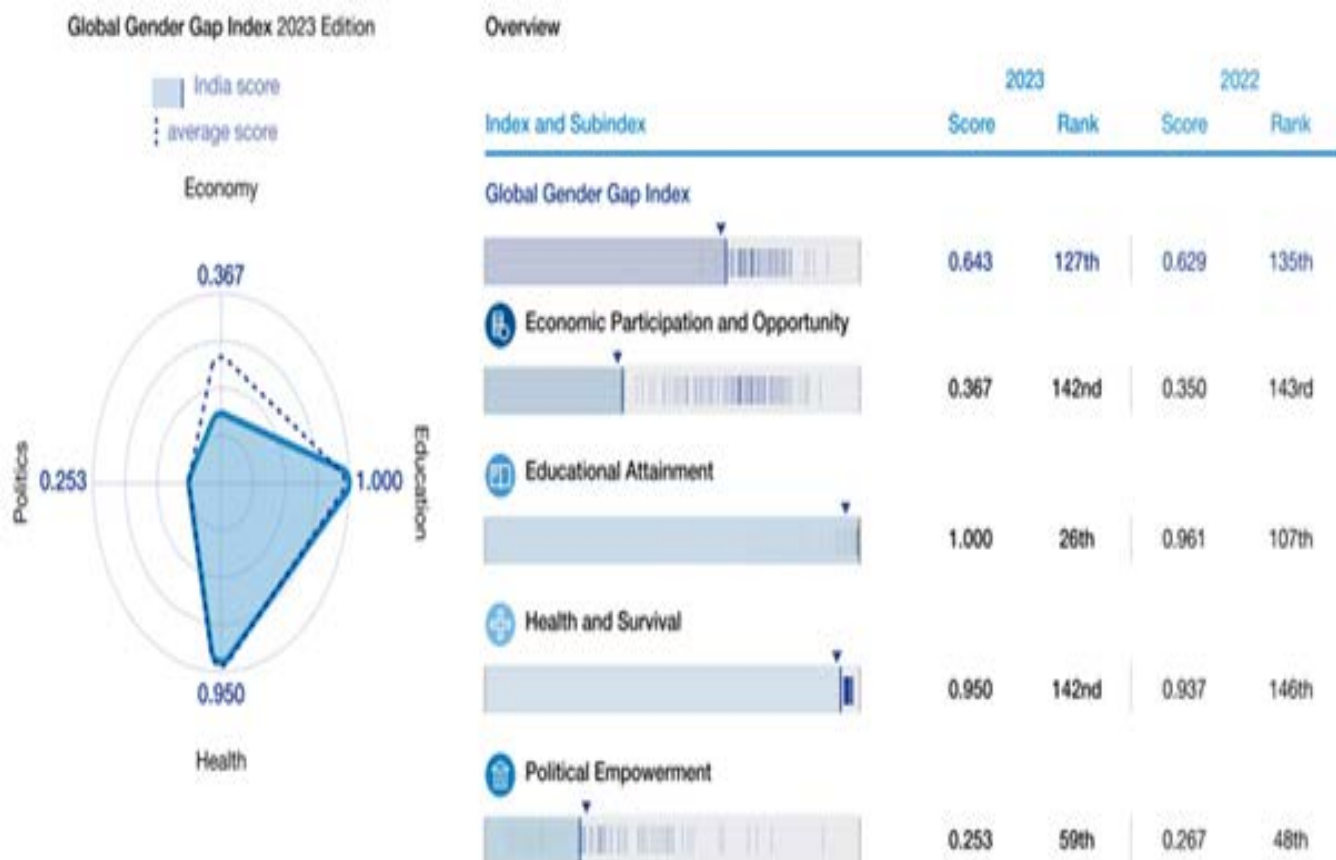 Global Gender Gap Index 2023 Edition
India score
average score
Economy
0.367
Politics
0.253
1.000
Education
0.950
Health
Overview
2023 2022
Index and Subindex Score Rank Score Rank
Global Gender Gap Index
0.643 127th 0.629 135th
Economic Participation and Opportunity
0.367 142nd 0.350 143rd
Educational Attainment
1.000 26th 0.961 107th
Health and Survival
0.950 142nd 0.937 146th
Political Empowerment
0.253 59th 0.267 48th